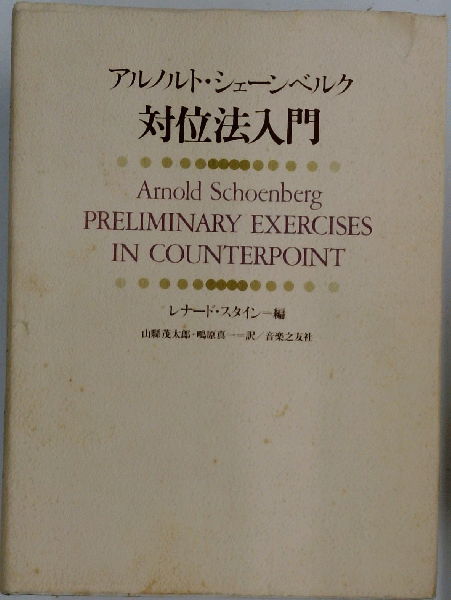 アルノルト・シェーンベルク
対位法入門
Arnold Schoenberg
PRELIMINARY EXERCISES
IN COUNTERPOINT
レナード・スタイン=編
山縣茂太郎・鴫原真一=訳/音楽之友社